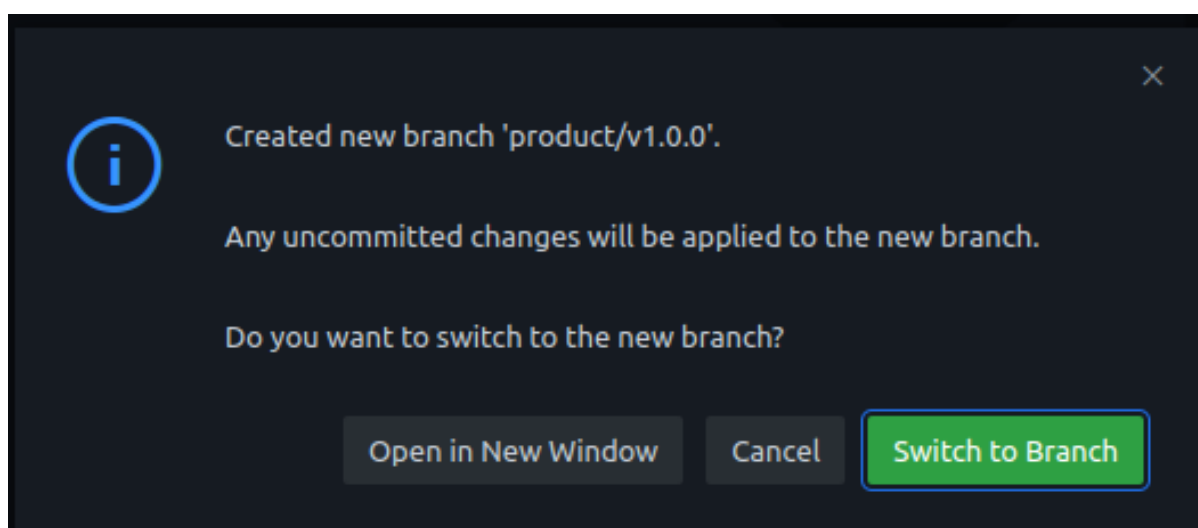 Created new branch 'product/v1.0.0'.
Any uncommitted changes will be applied to the new branch.
Do you want to switch to the new branch?
Open in New Window
Cancel
Switch to Branch